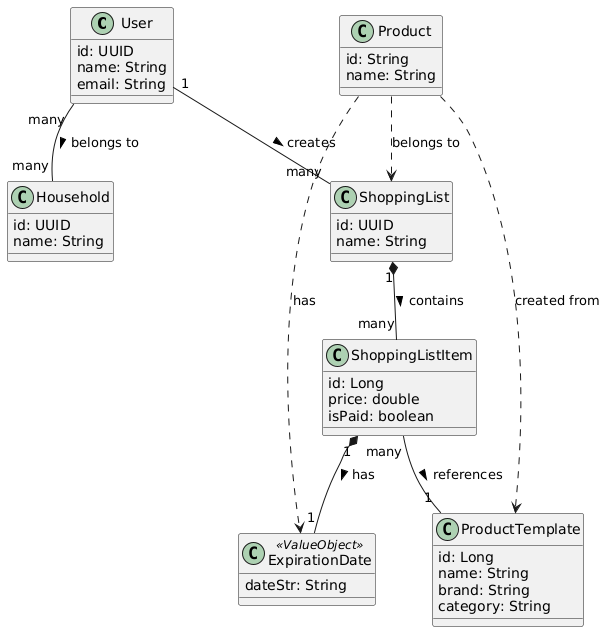 C User
id: UUID
name: String
email: String
C Product
id: String
name: String
many
belongs to
many
1
creates
many
belongs to
C Household
id: UUID
name: String
C ShoppingList
id: UUID
name: String
1
contains
many
has
created from
C ShoppingListItem
id: Long
price: double
isPaid: boolean
1
has
1
many
references
1
C «ValueObject»
ExpirationDate
dateStr: String
C ProductTemplate
id: Long
name: String
brand: String
category: String